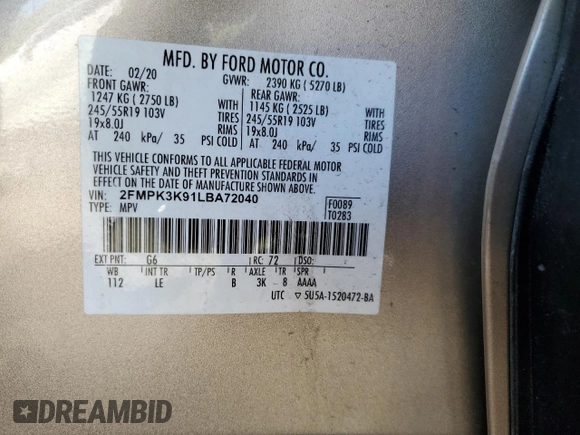 MFD. BY FORD MOTOR CO.
DATE: 02/20 GVWR: 2390 KG ( 5270 LB)
FRONT GAWR: REAR GAWR:
1247 KG ( 2750 LB) WITH 1145 KG ( 2525 LB) WITH
245/55R19 103V TIRES 245/55R19 103V TIRES
19x8.0J RIMS 19x8.0J RIMS
AT 240 kPa/ 35 PSI COLD AT 240 kPa/ 35 PSI COLD
THIS VEHICLE CONFORMS TO ALL APPLICABLE FEDERAL MOTOR
VEHICLE SAFETY AND THEFT PREVENTION STANDARDS IN
EFFECT ON THE DATE OF MANUFACTURE SHOWN ABOVE.
VIN: 2FMPK3K91LBA72040 F0089
TYPE: MPV T0283
EXT PNT: G6 RC: 72 DSO:
WB INT TR TP/PS R AXLE TR SPR
112 LE B 3K 8 AAAA
UTC ▽ 5U5A-1520472-BA
DREAMBID